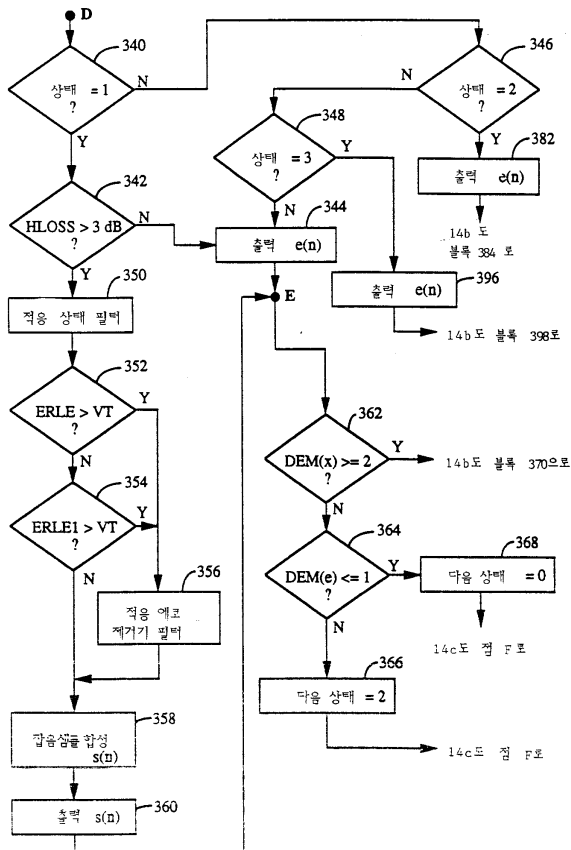 D
340
346
상태 = 1
?
N
상태 = 2
?
N
348
Y
Y
382
상태 = 3
?
Y
출력 e(n)
342
N
344
HLOSS > 3 dB
?
N
출력 e(n)
14b 도
블록 384 로
Y
350
출력 e(n)
396
E
적응 상태 필터
14b도 블록 398로
352
ERLE > VT
?
Y
362
N
DEM(x) >= 2
?
Y
14b도 블록 370으로
354
N
ERLE1 > VT
?
Y
364
368
DEM(e) <= 1
?
Y
다음 상태 = 0
N
356
적응 에코
제거기 필터
N
14c도 점 F로
366
358
다음 상태 = 2
잡음샘플 합성
s(n)
14c도 점 F로
360
출력 s(n)